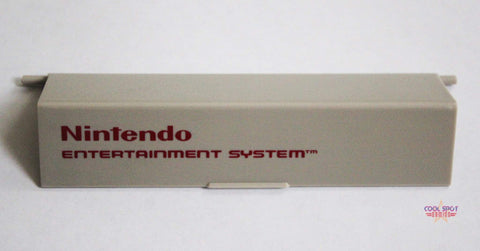 Nintendo
ENTERTAINMENT SYSTEM™
COOL SPOT